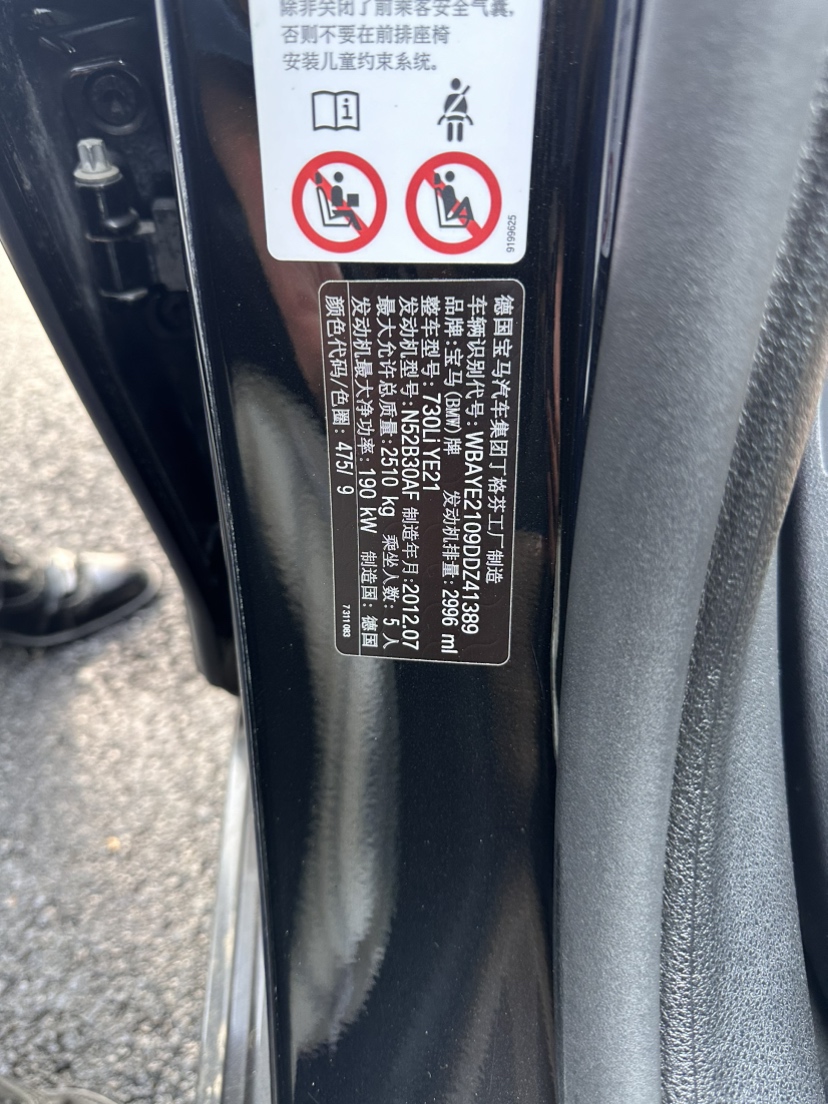 除非关闭了前乘客安全气囊,
否则不要在前排座椅
安装儿童约束系统。
9199625
德国宝马汽车集团丁格芬工厂 制造
车辆识别代号:WBAYE2109DDZ41389
品牌:宝马(BMW)牌 发动机排量:2996 ml
整车型号:730Li YE21
发动机型号:N52B30AF 制造年月:2012.07
最大允许总质量:2510 kg 乘坐人数: 5 人
发动机最大净功率: 190 kW 制造国: 德国
颜色代码/色圈: 475/ 9
7 311 083